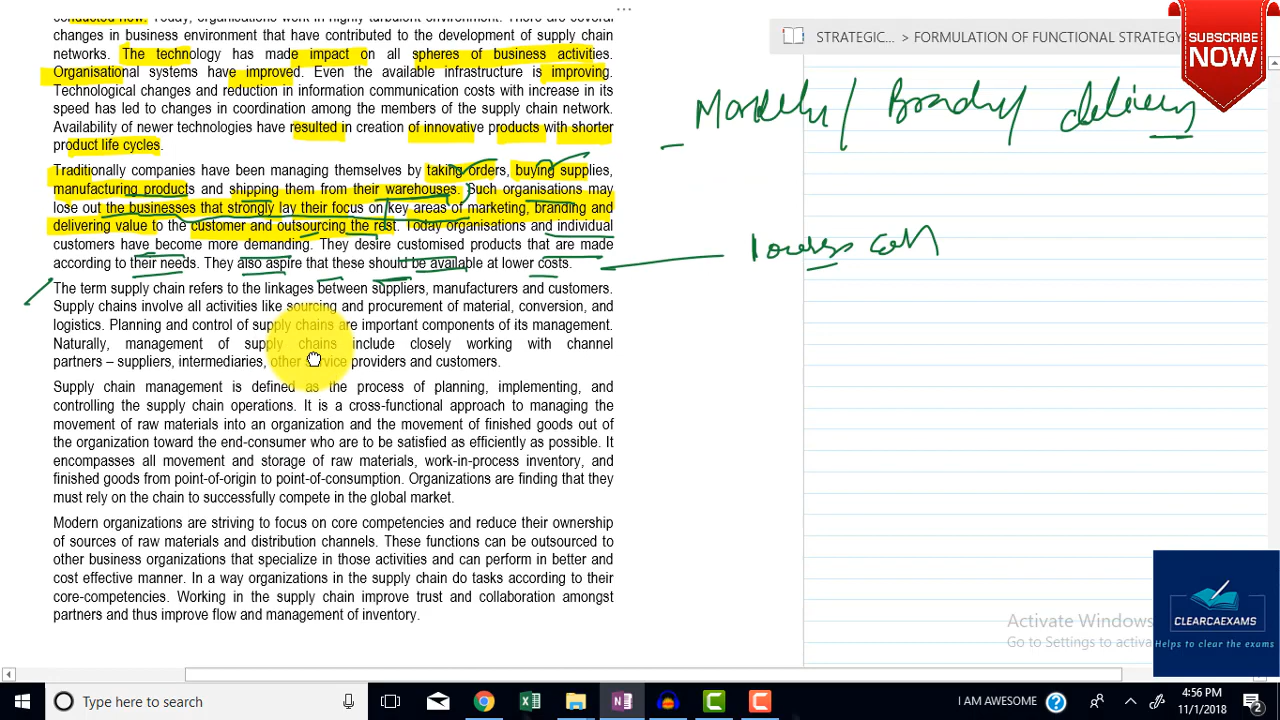 conducted now. Today, organisations work in highly turbulent environment. There are several
changes in business environment that have contributed to the development of supply chain
networks. The technology has made impact on all spheres of business activities.
Organisational systems have improved. Even the available infrastructure is improving.
Technological changes and reduction in information communication costs with increase in its
speed has led to changes in coordination among the members of the supply chain network.
Availability of newer technologies have resulted in creation of innovative products with shorter
product life cycles.
Traditionally companies have been managing themselves by taking orders, buying supplies,
manufacturing products and shipping them from their warehouses. Such organisations may
lose out the businesses that strongly lay their focus on key areas of marketing, branding and
delivering value to the customer and outsourcing the rest. Today organisations and individual
customers have become more demanding. They desire customised products that are made
according to their needs. They also aspire that these should be available at lower costs.
The term supply chain refers to the linkages between suppliers, manufacturers and customers.
Supply chains involve all activities like sourcing and procurement of material, conversion, and
logistics. Planning and control of supply chains are important components of its management.
Naturally, management of supply chains include closely working with channel
partners – suppliers, intermediaries, other service providers and customers.
Supply chain management is defined as the process of planning, implementing, and
controlling the supply chain operations. It is a cross-functional approach to managing the
movement of raw materials into an organization and the movement of finished goods out of
the organization toward the end-consumer who are to be satisfied as efficiently as possible. It
encompasses all movement and storage of raw materials, work-in-process inventory, and
finished goods from point-of-origin to point-of-consumption. Organizations are finding that they
must rely on the chain to successfully compete in the global market.
Modern organizations are striving to focus on core competencies and reduce their ownership
of sources of raw materials and distribution channels. These functions can be outsourced to
other business organizations that specialize in those activities and can perform in better and
cost effective manner. In a way organizations in the supply chain do tasks according to their
core-competencies. Working in the supply chain improve trust and collaboration amongst
partners and thus improve flow and management of inventory.
STRATEGIC... > FORMULATION OF FUNCTIONAL STRATEGY
SUBSCRIBE
NOW
/ delivery
Activate Windows
Go to Settings to activa
CLEARCAEXAMS
Helps to clear the exams
Type here to search
I AM AWESOME
4:56 PM
11/1/2018
2